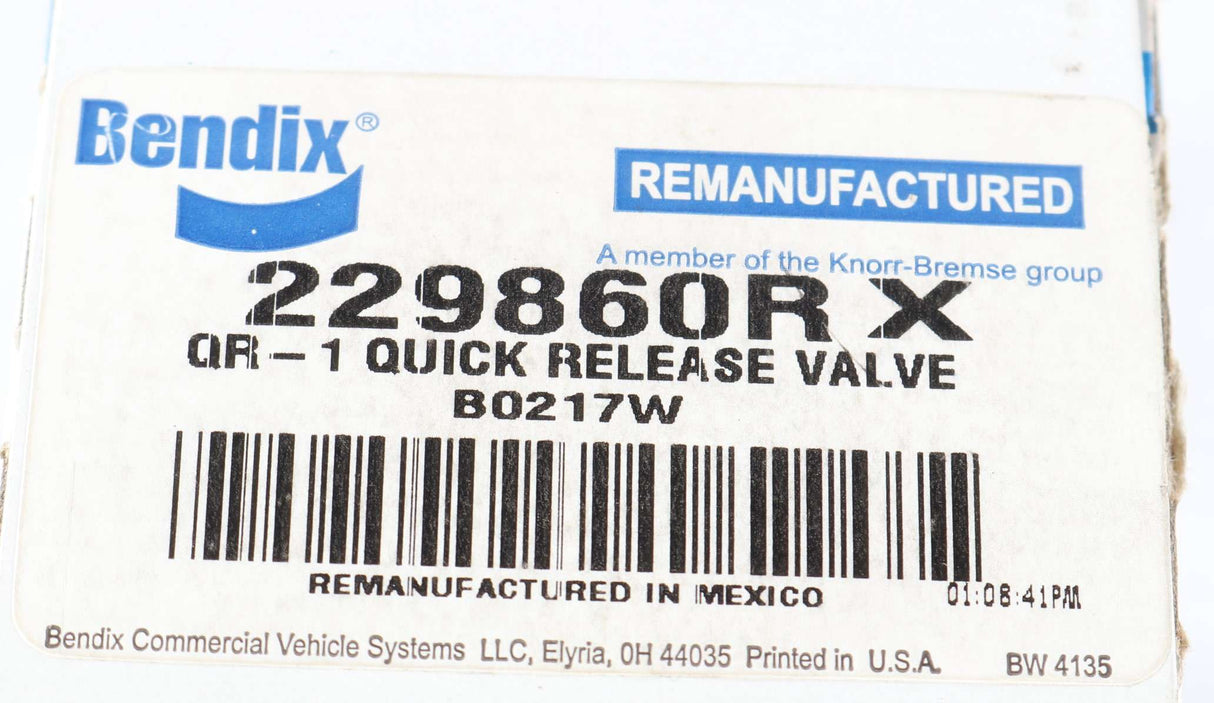 Bendix®
REMANUFACTURED
A member of the Knorr-Bremse group
229860RX
QR-1 QUICK RELEASE VALVE
B0217W
REMANUFACTURED IN MEXICO
01:08:41PM
Bendix Commercial Vehicle Systems LLC, Elyria, OH 44035 Printed in U.S.A. BW 4135